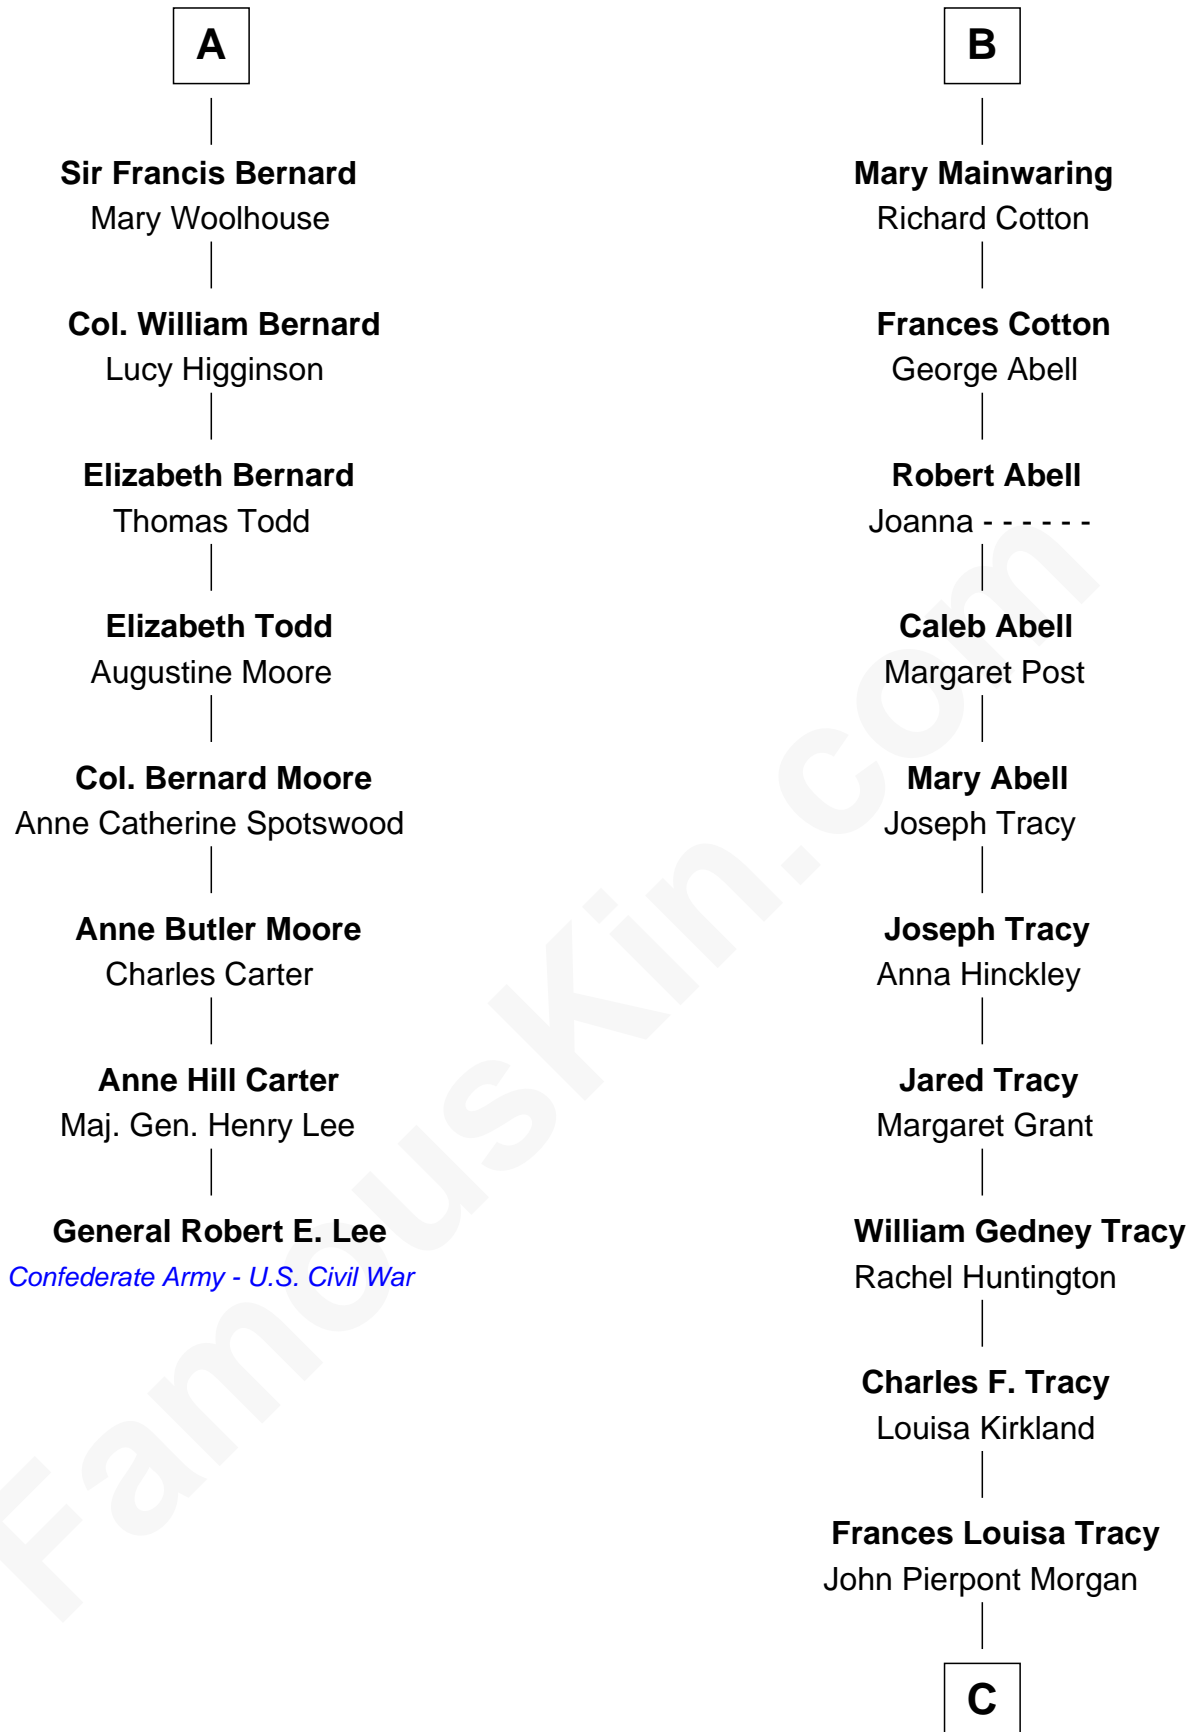 A
Sir Francis Bernard
Mary Woolhouse
Col. William Bernard
Lucy Higginson
Elizabeth Bernard
Thomas Todd
Elizabeth Todd
Augustine Moore
Col. Bernard Moore
Anne Catherine Spotswood
Anne Butler Moore
Charles Carter
Anne Hill Carter
Maj. Gen. Henry Lee
General Robert E. Lee
Confederate Army - U.S. Civil War
B
Mary Mainwaring
Richard Cotton
Frances Cotton
George Abell
Robert Abell
Joanna - - - - - -
Caleb Abell
Margaret Post
Mary Abell
Joseph Tracy
Joseph Tracy
Anna Hinckley
Jared Tracy
Margaret Grant
William Gedney Tracy
Rachel Huntington
Charles F. Tracy
Louisa Kirkland
Frances Louisa Tracy
John Pierpont Morgan
C
FamousKin.com